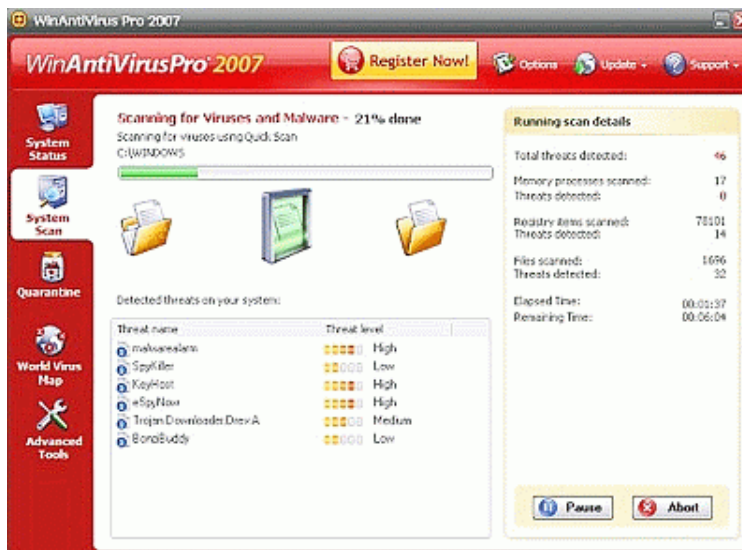 WinAntiVirus Pro 2007
WinAntiVirusPro 2007
Register Now!
Options
Update
Support
System Status
System Scan
Quarantine
World Virus Map
Advanced Tools
Scanning for Viruses and Malware - 21% done
Scanning for viruses using Quick Scan
C:\WINDOWS
Detected threats on your system:
Threat name Threat level
malwarealarm High
SpyKiller Low
KeyHost High
eSpyNow High
Trojan.Downloader.Drev.A Medium
BonziBuddy Low
Running scan details
Total threats detected: 46
Memory processes scanned: 17
Threats detected: 0
Registry items scanned: 78101
Threats detected: 14
Files scanned: 1696
Threats detected: 32
Elapsed Time: 00:01:37
Remaining Time: 00:06:04
Pause
Abort